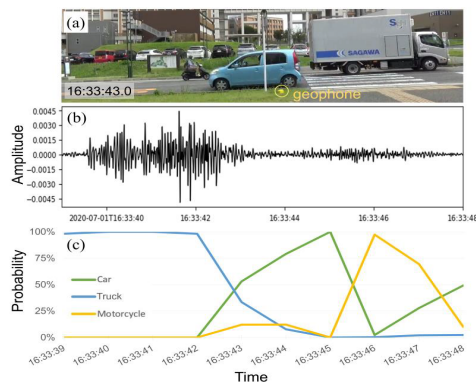 (a)
S
SAGAWA
16:33:43.0
geophone
(b)
Amplitude
0.0045
0.0030
0.0015
0.0000
−0.0015
−0.0030
−0.0045
2020-07-01T16:33:40
16:33:42
16:33:44
16:33:46
16:33:48
(c)
Probability
100%
75%
50%
25%
0%
Car
Truck
Motorcycle
16:33:39
16:33:40
16:33:41
16:33:42
16:33:43
16:33:44
16:33:45
16:33:46
16:33:47
16:33:48
Time